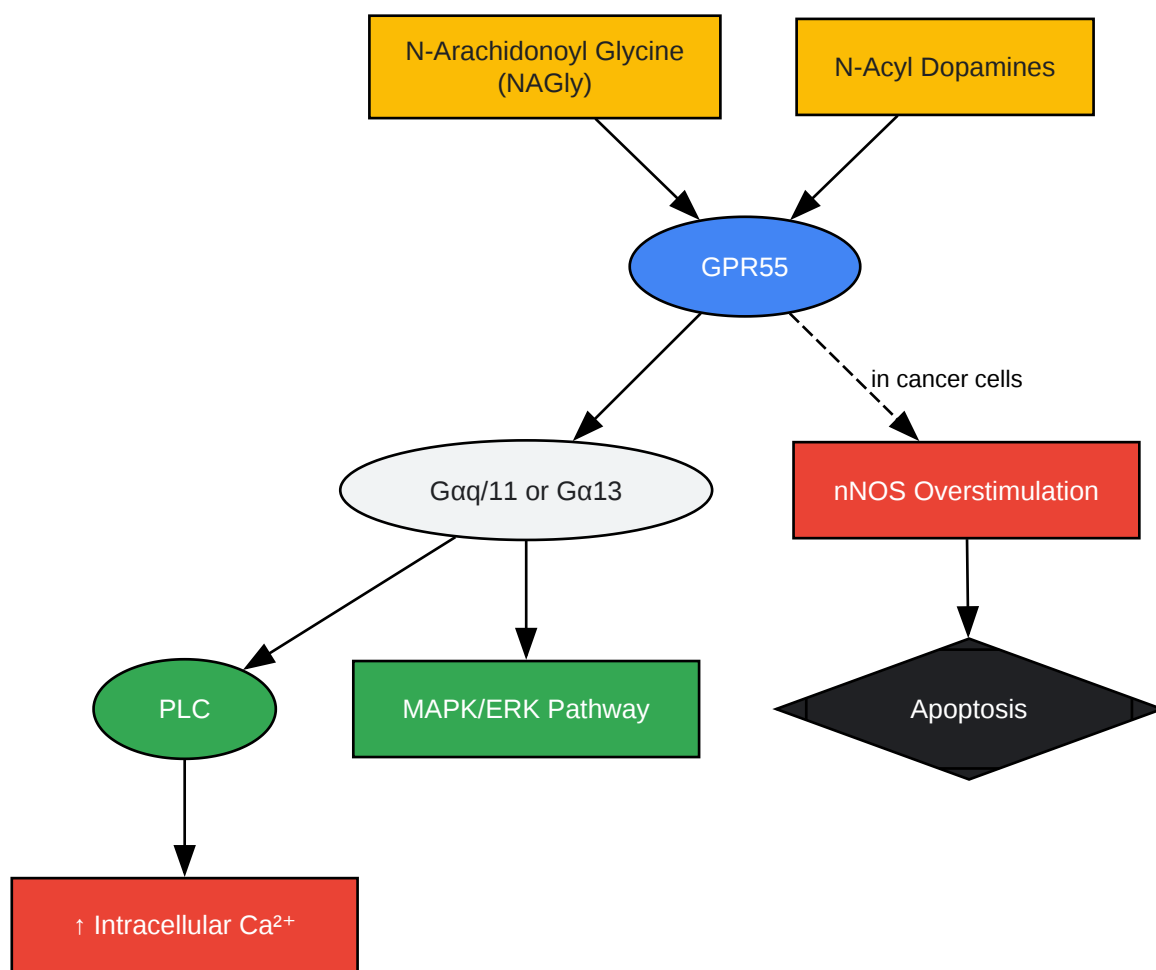 N-Arachidonoyl Glycine
(NAGly)
N-Acyl Dopamines
GPR55
in cancer cells
Gαq/11 or Gα13
nNOS Overstimulation
PLC
MAPK/ERK Pathway
Apoptosis
↑ Intracellular Ca²⁺